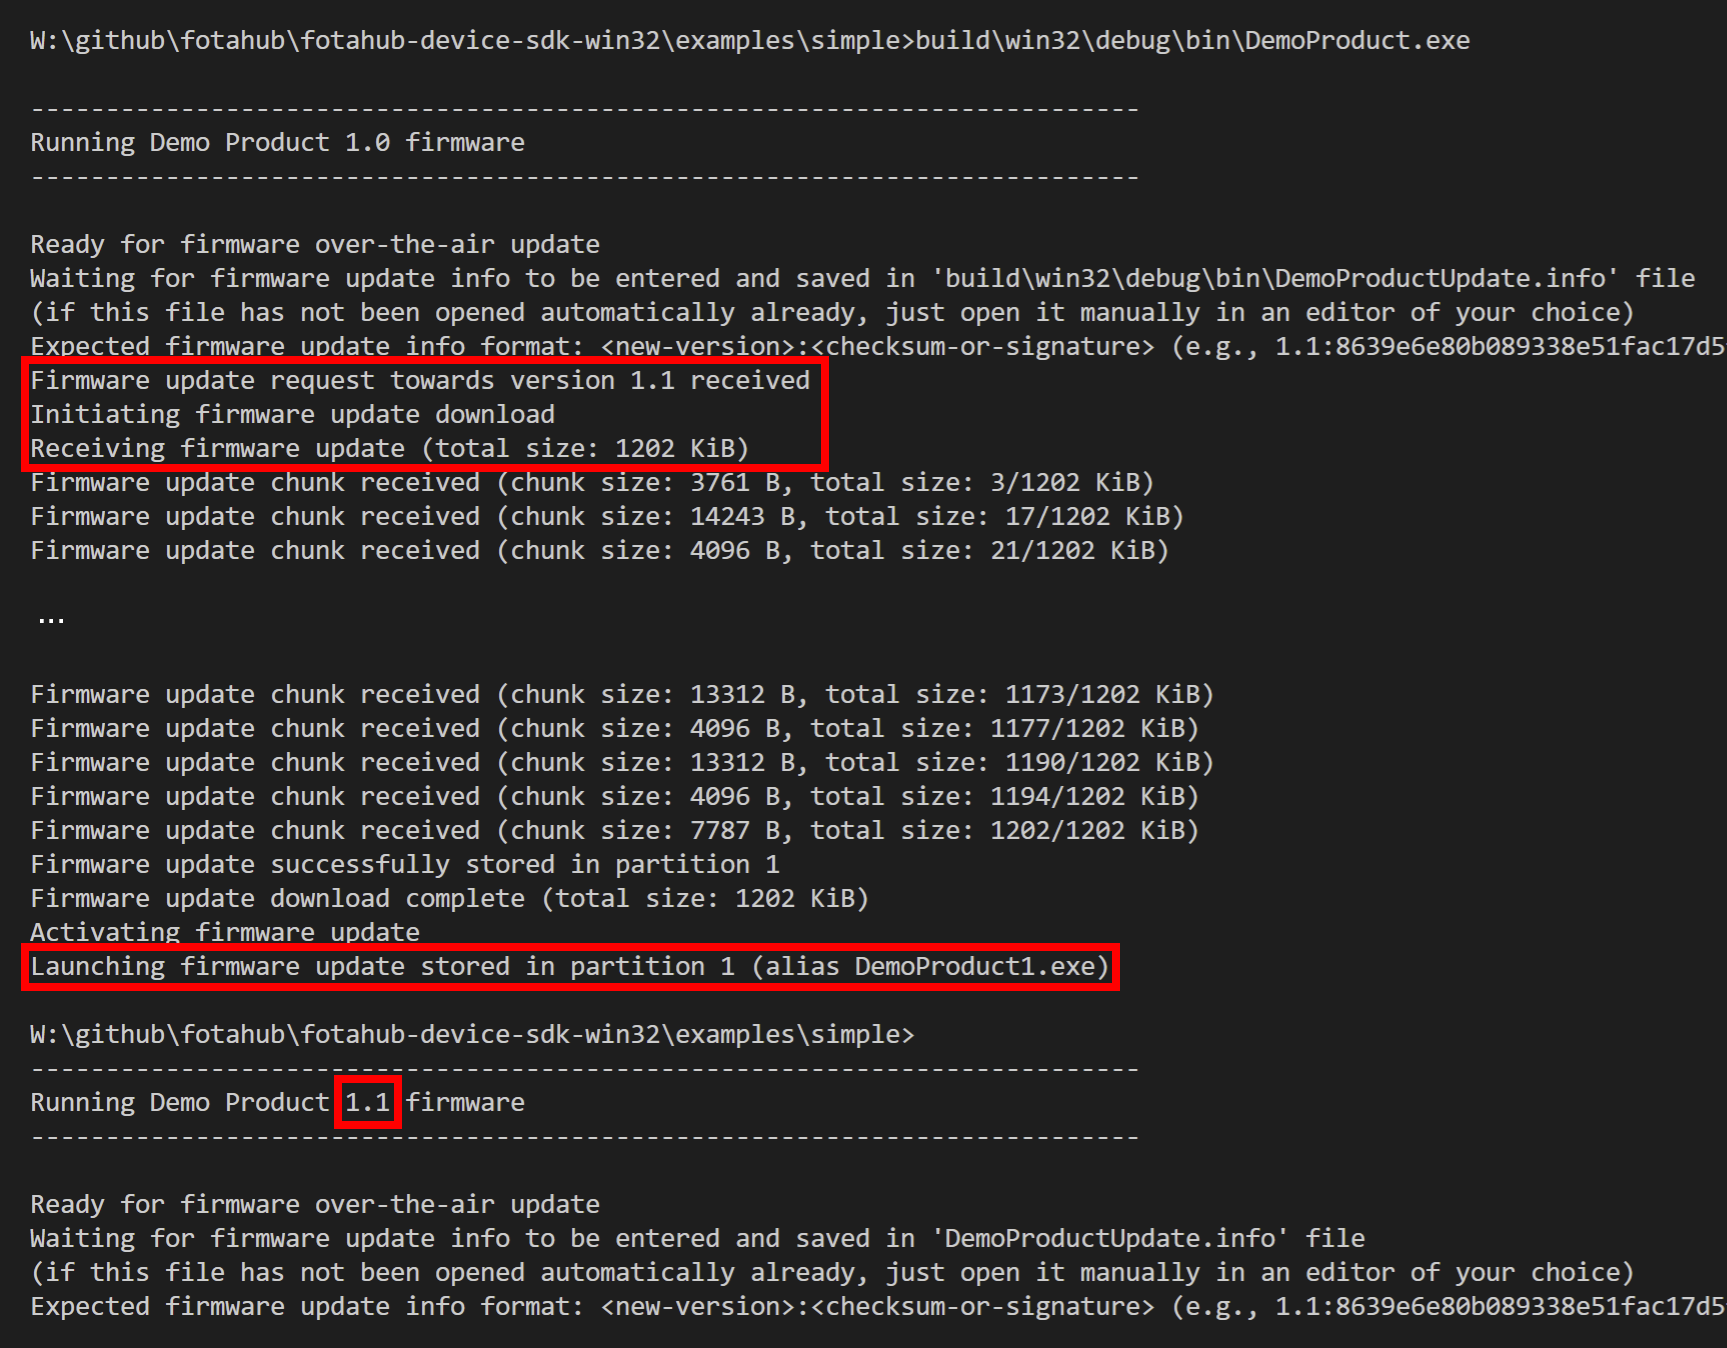 W:\github\fotahub\fotahub-device-sdk-win32\examples\simple>build\win32\debug\bin\DemoProduct.exe
--------------------------------------------------------------------------
Running Demo Product 1.0 firmware
--------------------------------------------------------------------------
Ready for firmware over-the-air update
Waiting for firmware update info to be entered and saved in 'build\win32\debug\bin\DemoProductUpdate.info' file
(if this file has not been opened automatically already, just open it manually in an editor of your choice)
Expected firmware update info format: <new-version>:<checksum-or-signature> (e.g., 1.1:8639e6e80b089338e51fac17d5
Firmware update request towards version 1.1 received
Initiating firmware update download
Receiving firmware update (total size: 1202 KiB)
Firmware update chunk received (chunk size: 3761 B, total size: 3/1202 KiB)
Firmware update chunk received (chunk size: 14243 B, total size: 17/1202 KiB)
Firmware update chunk received (chunk size: 4096 B, total size: 21/1202 KiB)
...
Firmware update chunk received (chunk size: 13312 B, total size: 1173/1202 KiB)
Firmware update chunk received (chunk size: 4096 B, total size: 1177/1202 KiB)
Firmware update chunk received (chunk size: 13312 B, total size: 1190/1202 KiB)
Firmware update chunk received (chunk size: 4096 B, total size: 1194/1202 KiB)
Firmware update chunk received (chunk size: 7787 B, total size: 1202/1202 KiB)
Firmware update successfully stored in partition 1
Firmware update download complete (total size: 1202 KiB)
Activating firmware update
Launching firmware update stored in partition 1 (alias DemoProduct1.exe)
W:\github\fotahub\fotahub-device-sdk-win32\examples\simple>
--------------------------------------------------------------------------
Running Demo Product 1.1 firmware
--------------------------------------------------------------------------
Ready for firmware over-the-air update
Waiting for firmware update info to be entered and saved in 'DemoProductUpdate.info' file
(if this file has not been opened automatically already, just open it manually in an editor of your choice)
Expected firmware update info format: <new-version>:<checksum-or-signature> (e.g., 1.1:8639e6e80b089338e51fac17d5